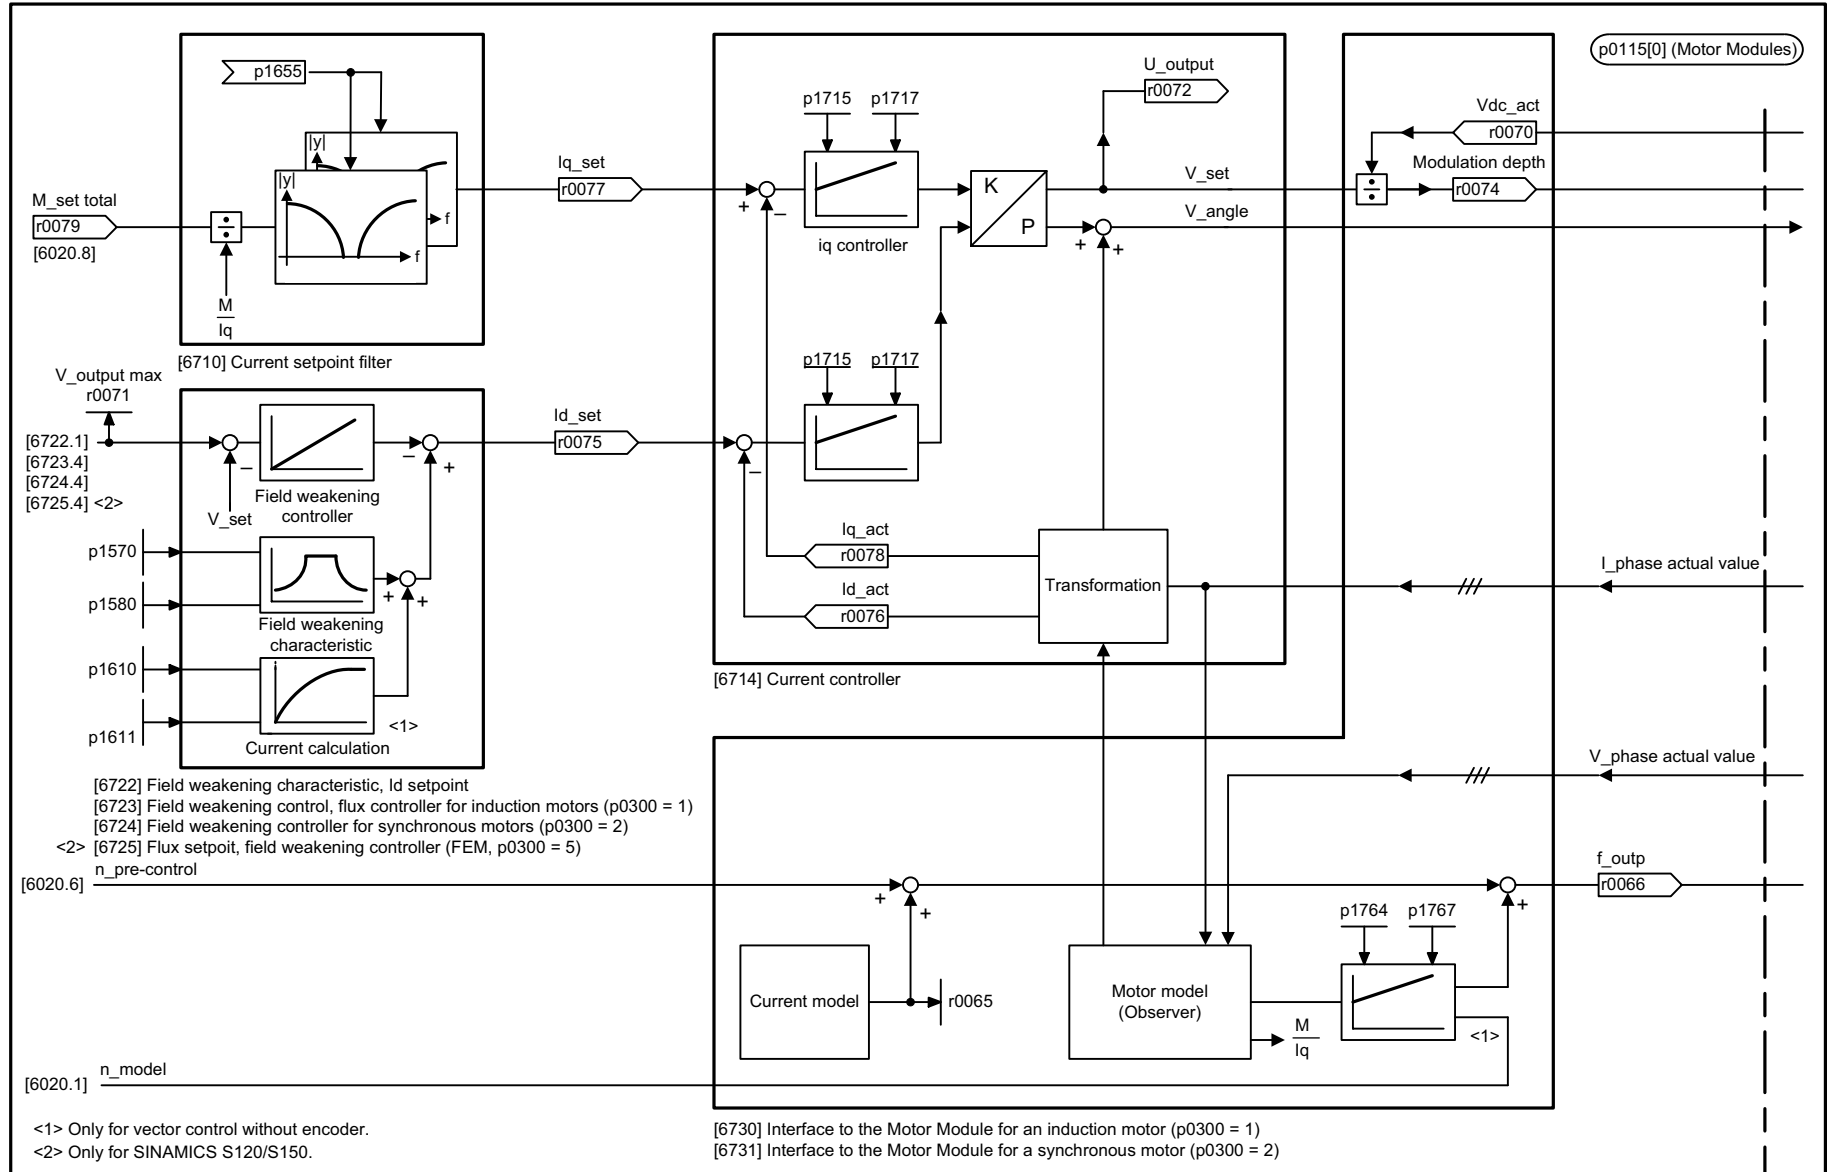 p0115[0] (Motor Modules)
p1655
|y|
|y|
f
f
M_set total
r0079
[6020.8]
÷
M
Iq
[6710] Current setpoint filter
Iq_set
r0077
+
–
p1715
p1717
iq controller
K
P
U_output
r0072
V_set
V_angle
+
+
÷
Vdc_act
r0070
Modulation depth
r0074
V_output max
r0071
[6722.1]
[6723.4]
[6724.4]
[6725.4] <2>
–
V_set
Field weakening
controller
–
+
Id_set
r0075
–
p1715
p1717
p1570
p1580
Field weakening
characteristic
+
+
p1610
p1611
<1>
Current calculation
Iq_act
r0078
Id_act
r0076
Transformation
I_phase actual value
[6714] Current controller
V_phase actual value
[6722] Field weakening characteristic, Id setpoint
[6723] Field weakening control, flux controller for induction motors (p0300 = 1)
[6724] Field weakening controller for synchronous motors (p0300 = 2)
<2> [6725] Flux setpoit, field weakening controller (FEM, p0300 = 5)
[6020.6]
n_pre-control
+
+
+
f_outp
r0066
Current model
r0065
Motor model
(Observer)
M
Iq
p1764
p1767
<1>
[6020.1]
n_model
<1> Only for vector control without encoder.
<2> Only for SINAMICS S120/S150.
[6730] Interface to the Motor Module for an induction motor (p0300 = 1)
[6731] Interface to the Motor Module for a synchronous motor (p0300 = 2)